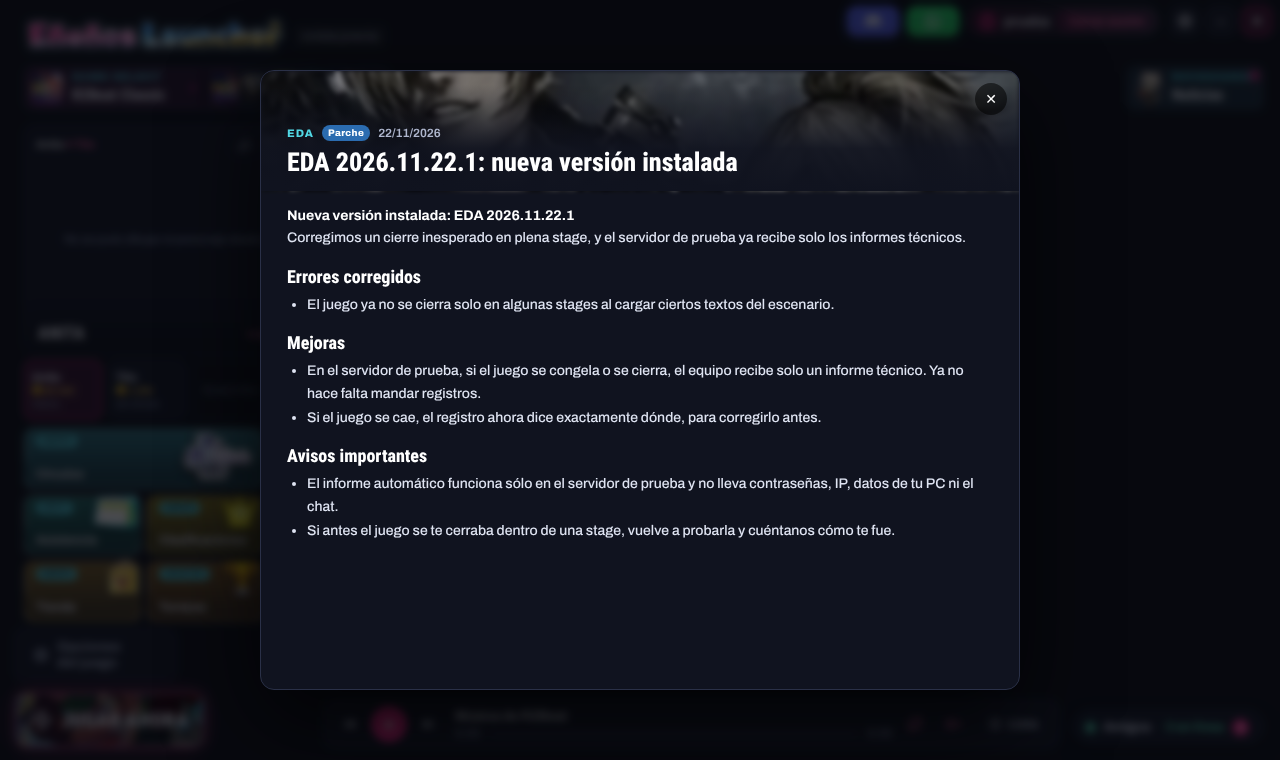 Elîaños Launcher
EDA Parche 22/11/2026
EDA 2026.11.22.1: nueva versión instalada
Nueva versión instalada: EDA 2026.11.22.1
Corregimos un cierre inesperado en plena stage, y el servidor de prueba ya recibe solo los informes técnicos.
Errores corregidos
• El juego ya no se cierra solo en algunas stages al cargar ciertos textos del escenario.
Mejoras
• En el servidor de prueba, si el juego se congela o se cierra, el equipo recibe solo un informe técnico. Ya no
hace falta mandar registros.
• Si el juego se cae, el registro ahora dice exactamente dónde, para corregirlo antes.
Avisos importantes
• El informe automático funciona sólo en el servidor de prueba y no lleva contraseñas, IP, datos de tu PC ni el
chat.
• Si antes el juego se te cerraba dentro de una stage, vuelve a probarla y cuéntanos cómo te fue.